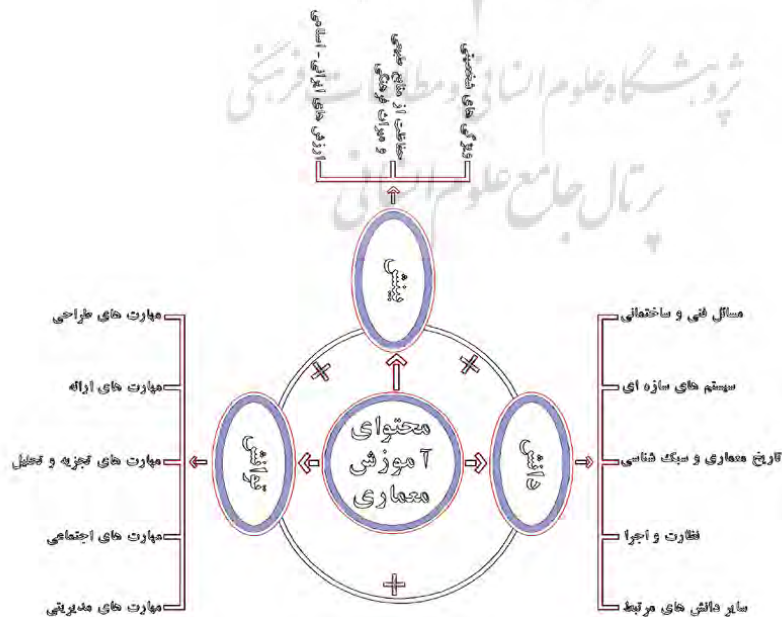 پژوهشگاه علوم انسانی و مطالعات فرهنگی
پرتال جامع علوم انسانی
ویژگی های شخصیتی
حفاظت از منابع طبیعی
و میراث فرهنگی
ارزش های ایرانی - اسلامی
بینش
محتوای
آموزش
معماری
دانش
مسائل فنی و ساختمانی
سیستم های سازه ای
تاریخ معماری و سبک شناسی
نظارت و اجرا
سایر دانش های مرتبط
توانش
مهارت های طراحی
مهارت های ارائه
مهارت های تجزیه و تحلیل
مهارت های اجتماعی
مهارت های مدیریتی